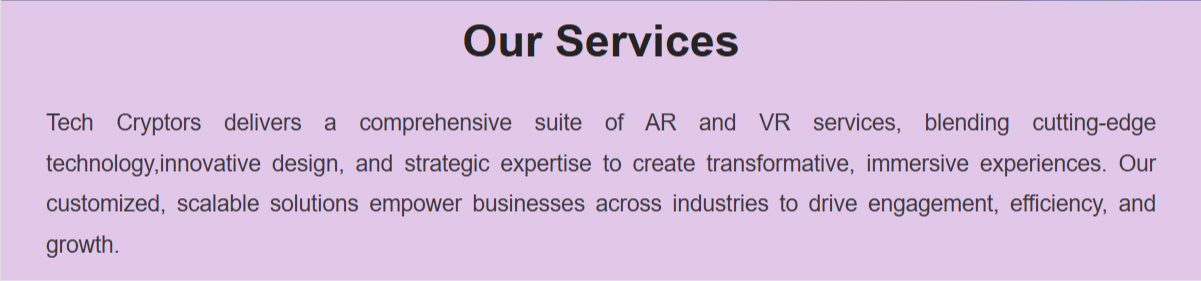 Our Services
Tech Cryptors delivers a comprehensive suite of AR and VR services, blending cutting-edge
technology,innovative design, and strategic expertise to create transformative, immersive experiences. Our
customized, scalable solutions empower businesses across industries to drive engagement, efficiency, and
growth.